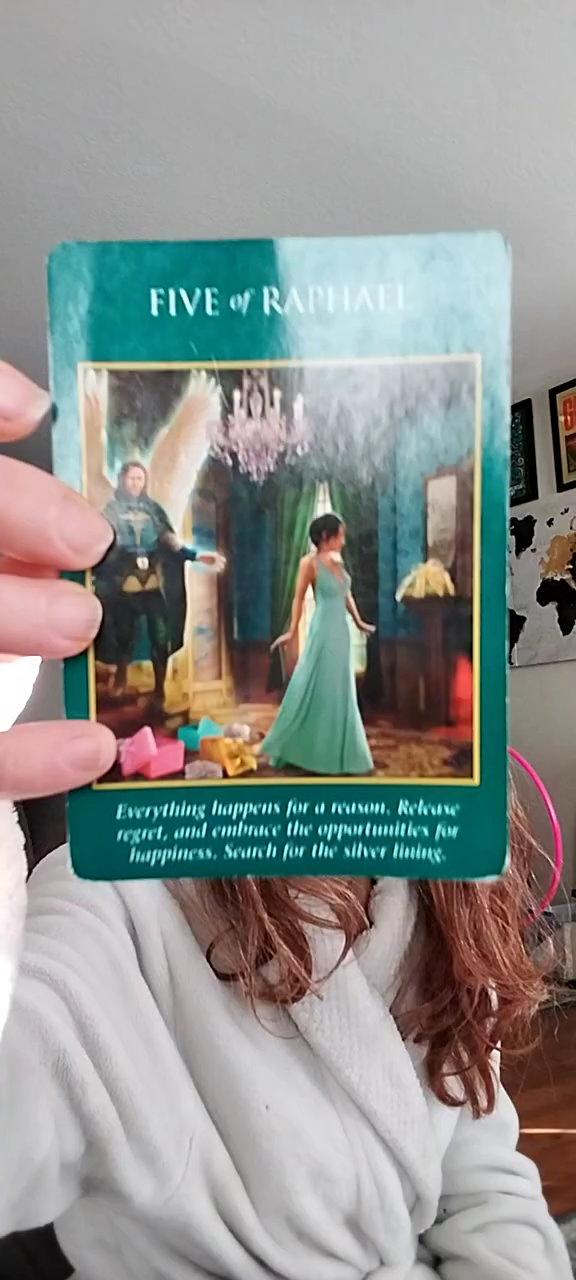 FIVE of RAPHAEL
Everything happens for a reason. Release
regret, and embrace the opportunities for
happiness. Search for the silver lining.